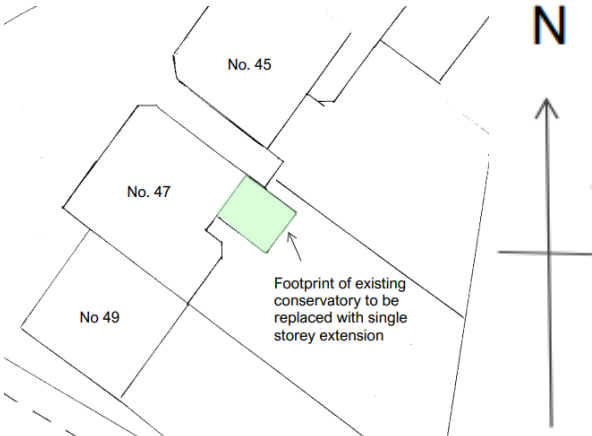 N
No. 45
No. 47
Footprint of existing
conservatory to be
replaced with single
storey extension
No 49